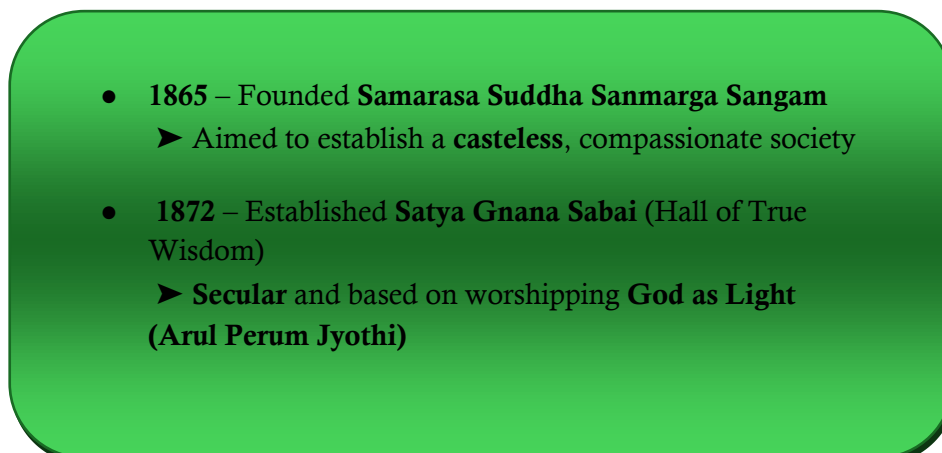 ● 1865 – Founded Samarasa Suddha Sanmarga Sangam
➤ Aimed to establish a casteless, compassionate society
● 1872 – Established Satya Gnana Sabai (Hall of True
Wisdom)
➤ Secular and based on worshipping God as Light
(Arul Perum Jyothi)